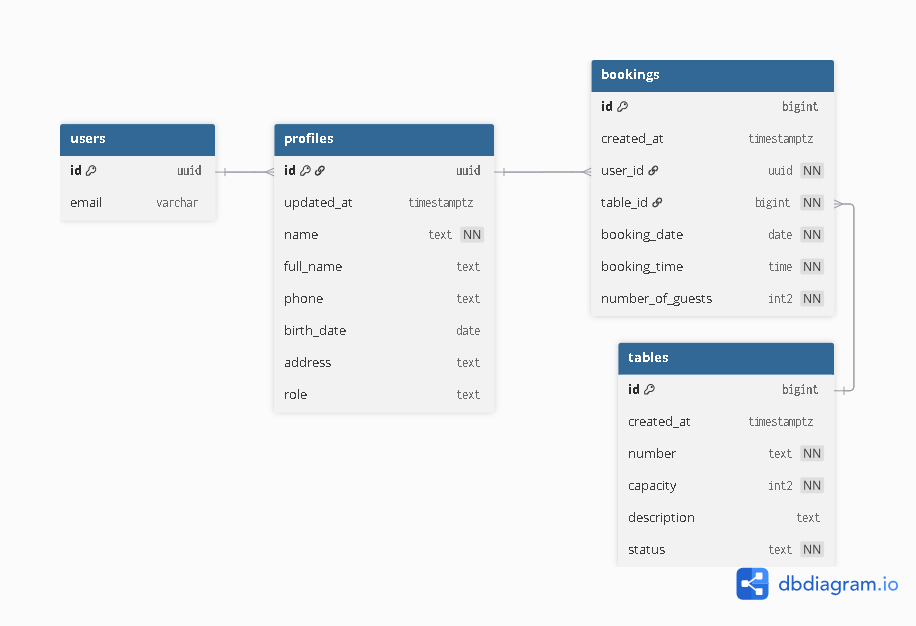 users
id uuid
email varchar
profiles
id uuid
updated_at timestamptz
name text NN
full_name text
phone text
birth_date date
address text
role text
bookings
id bigint
created_at timestamptz
user_id uuid NN
table_id bigint NN
booking_date date NN
booking_time time NN
number_of_guests int2 NN
tables
id bigint
created_at timestamptz
number text NN
capacity int2 NN
description text
status text NN
dbdiagram.io